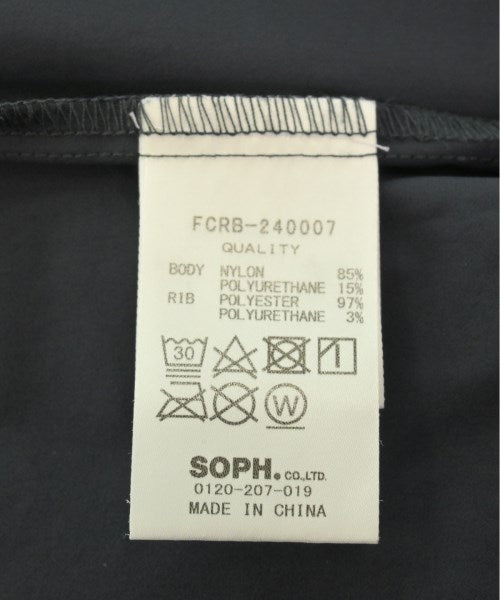 FCRB-240007
QUALITY
BODY NYLON 85%
POLYURETHANE 15%
RIB POLYESTER 97%
POLYURETHANE 3%
30
W
SOPH. CO.,LTD.
0120-207-019
MADE IN CHINA